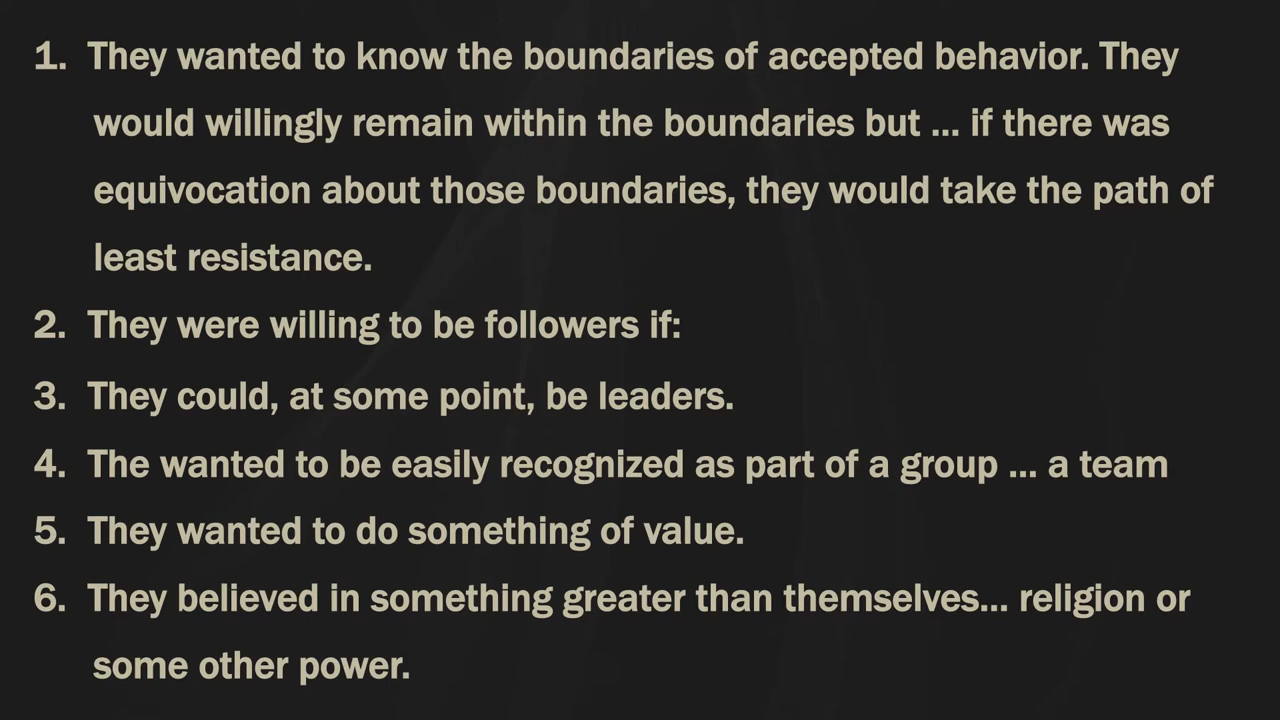 1. They wanted to know the boundaries of accepted behavior. They
would willingly remain within the boundaries but ... if there was
equivocation about those boundaries, they would take the path of
least resistance.
2. They were willing to be followers if:
3. They could, at some point, be leaders.
4. The wanted to be easily recognized as part of a group ... a team
5. They wanted to do something of value.
6. They believed in something greater than themselves... religion or
some other power.